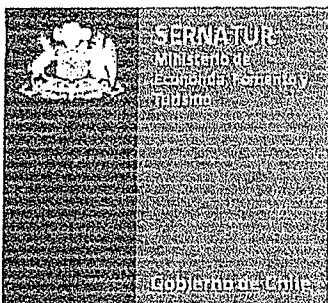 SERNATUR
Ministerio de
Economía, Fomento y
Turismo
Gobierno de Chile